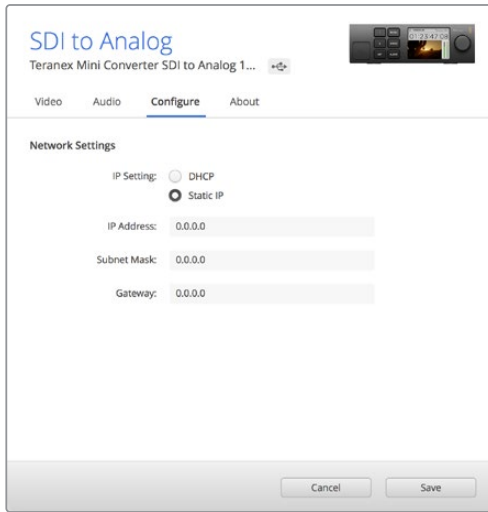 SDI to Analog
Teranex Mini Converter SDI to Analog 1...
01:23:47:08
Video Audio Configure About
Network Settings
IP Setting: DHCP
Static IP
IP Address: 0.0.0.0
Subnet Mask: 0.0.0.0
Gateway: 0.0.0.0
Cancel Save